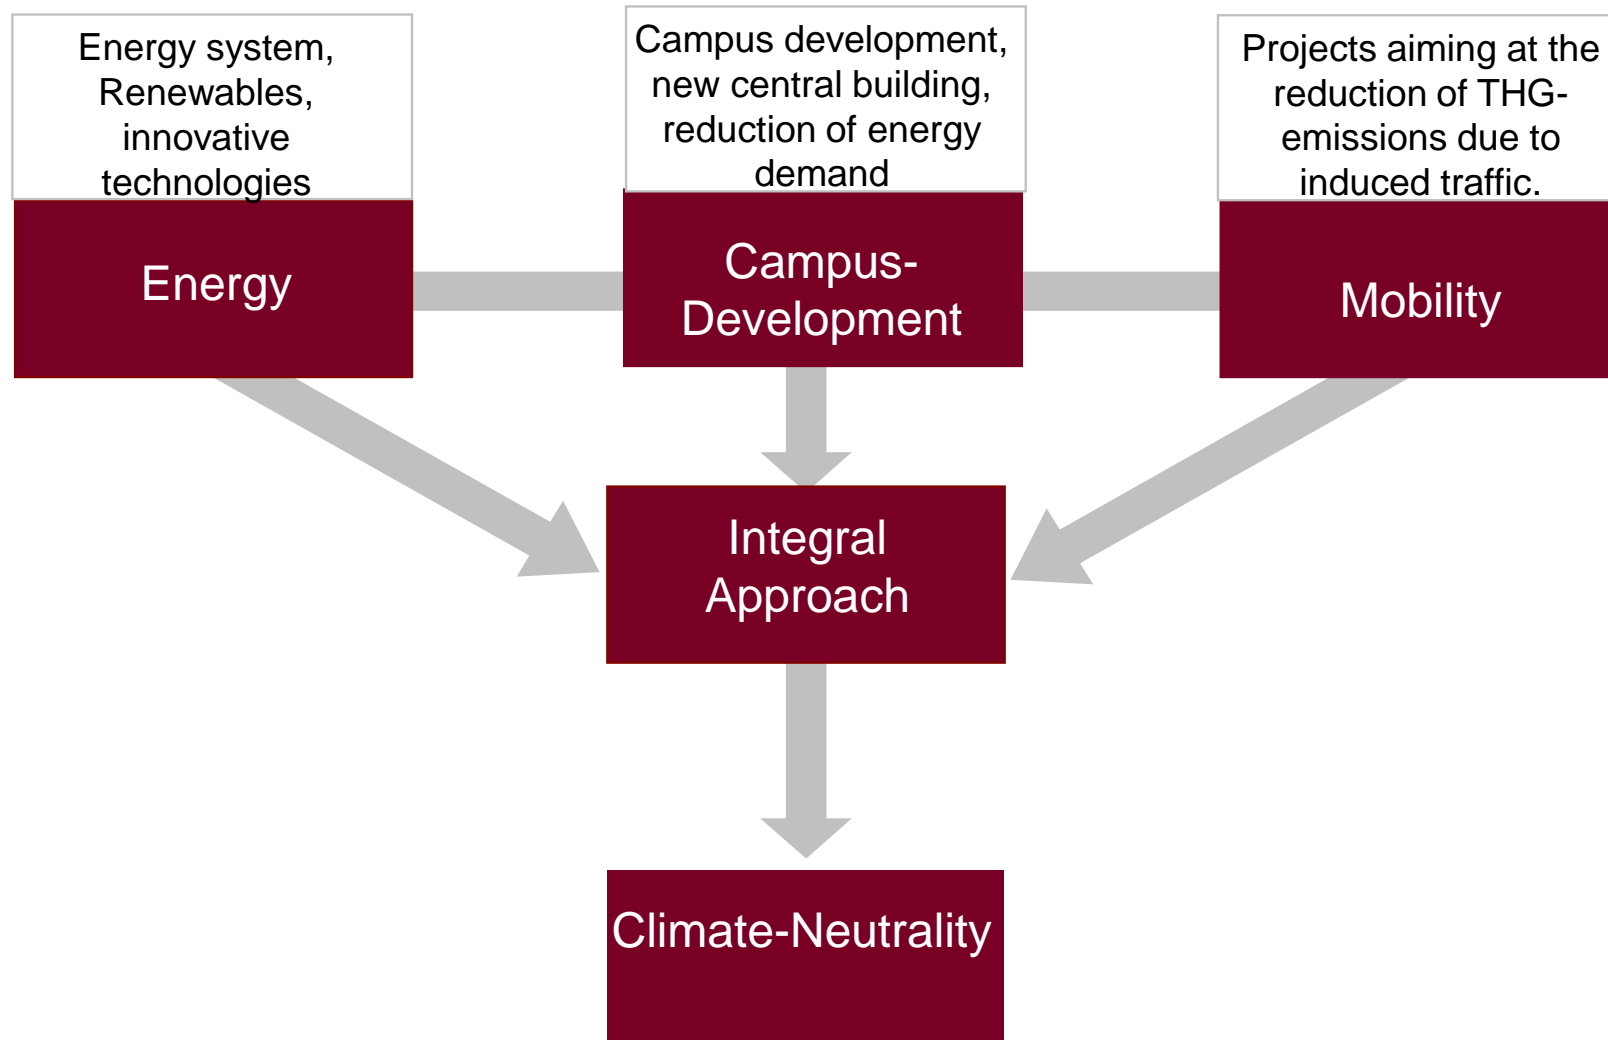 Energy system,
Renewables,
innovative
technologies
Energy
Campus development,
new central building,
reduction of energy
demand
Campus-
Development
Projects aiming at the
reduction of THG-
emissions due to
induced traffic.
Mobility
Integral
Approach
Climate-Neutrality